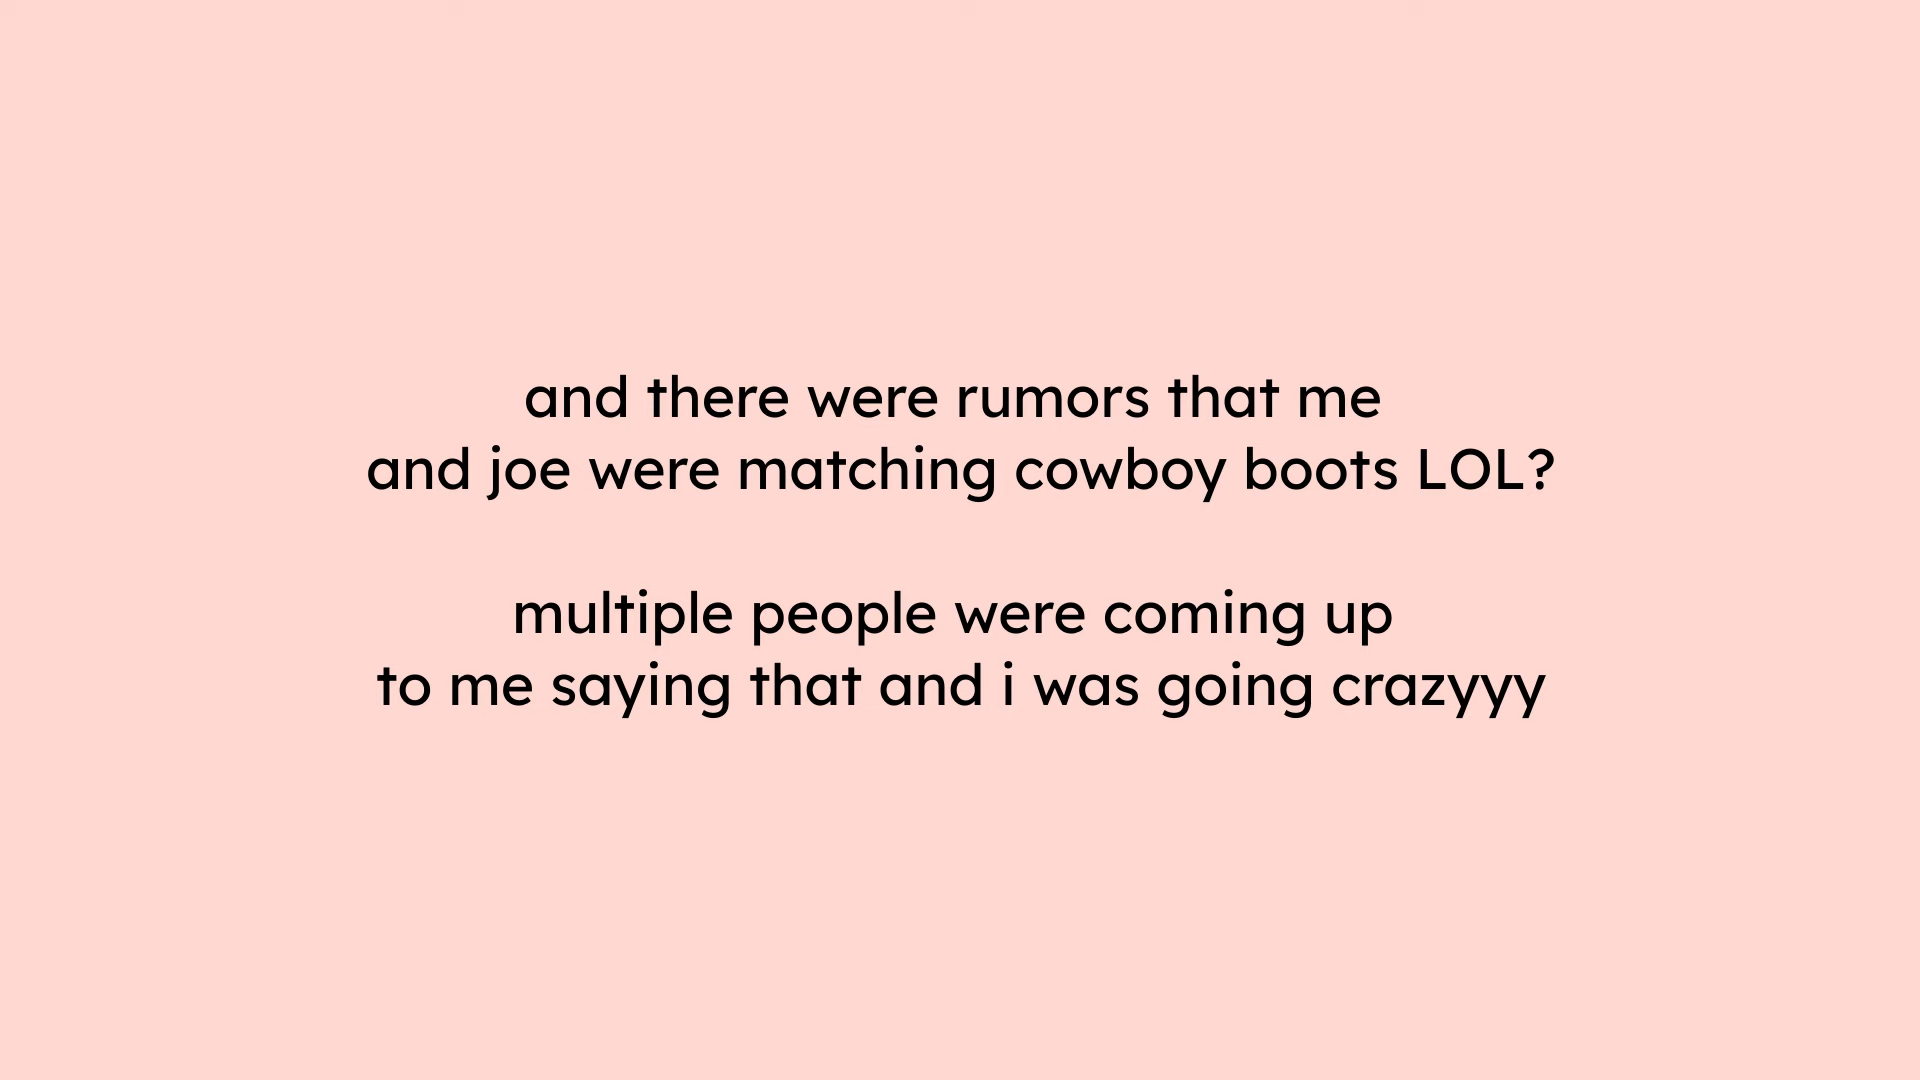 and there were rumors that me
and joe were matching cowboy boots LOL?
multiple people were coming up
to me saying that and i was going crazyyy